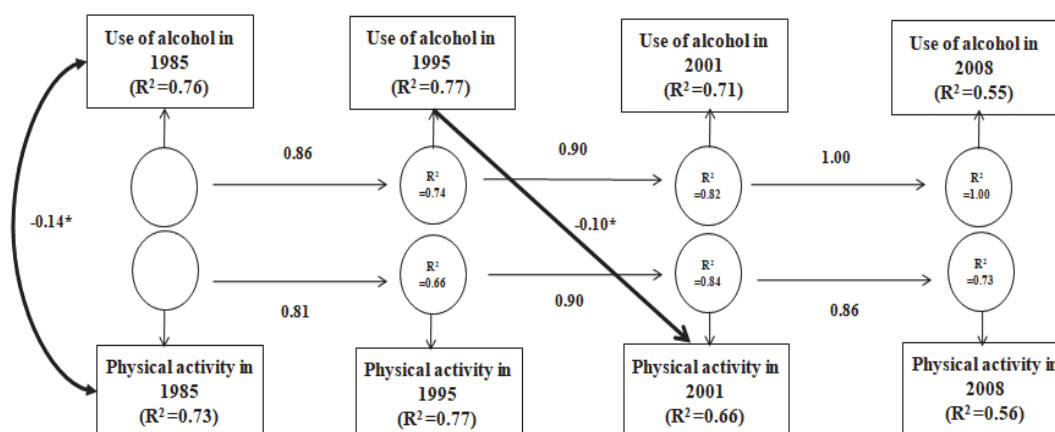 Use of alcohol in
1985
(R²=0.76)
Use of alcohol in
1995
(R²=0.77)
Use of alcohol in
2001
(R²=0.71)
Use of alcohol in
2008
(R²=0.55)
0.86
0.90
1.00
R²
=0.74
R²
=0.82
R²
=1.00
-0.14*
-0.10*
R²
=0.66
R²
=0.84
R²
=0.73
0.81
0.90
0.86
Physical activity in
1985
(R²=0.73)
Physical activity in
1995
(R²=0.77)
Physical activity in
2001
(R²=0.66)
Physical activity in
2008
(R²=0.56)